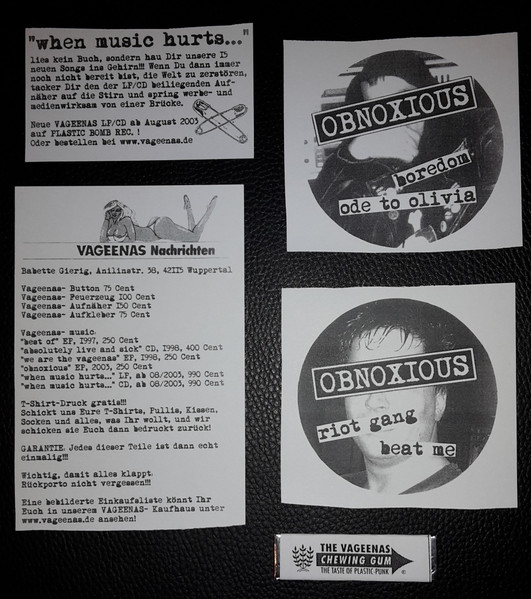 "when music hurts..."
lies kein Buch, sondern hau Dir unsere I5
neuen Songs ins Gehirn!!! Wenn Du dann immer
noch nicht bereit bist, die Welt zu zerstören,
tacker Dir den der LP/CD beiliegenden Auf-
näher auf die Stirn und spring werbe- und
medienwirksam von einer Brücke.
Neue VAGEENAS LP/CD ab August 2003
auf PLASTIC BOMB REC. !
Oder bestellen bei www.vageenas.de
VAGEENAS Nachrichten
Babette Gierig, Anilinstr. 38, 42II5 Wuppertal
Vageenas- Button 75 Cent
Vageenas- Feuerzeug I00 Cent
Vageenas- Aufnäher I50 Cent
Vageenas- Aufkleber 75 Cent
Vageenas- music:
"best of" EP, I997, 250 Cent
"absolutely live and sick" CD, I998, 400 Cent
"we are the vageenas" EP, I998, 250 Cent
"obnoxious" EP, 2003, 250 Cent
"when music hurts..." LP, ab 08/2003, 990 Cent
"when music hurts..." CD, ab 08/2003, 990 Cent
T-Shirt-Druck gratis!!!
Schickt uns Eure T-Shirts, Pullis, Kissen,
Socken und alles, was Ihr wollt, und wir
schicken sie Euch dann bedruckt zurück!
GARANTIE. Jedes dieser Teile ist dann echt
einmalig!!!
Wichtig, damit alles klappt.
Rückporto nicht vergessen!!!
Eine bebilderte Einkaufsliste könnt Ihr
Euch in unserem VAGEENAS- Kaufhaus unter
www.vageenas.de ansehen!
OBNOXIOUS
boredom
ode to olivia
OBNOXIOUS
riot gang
beat me
THE VAGEENAS
CHEWING GUM
THE TASTE OF PLASTIC-PUNK